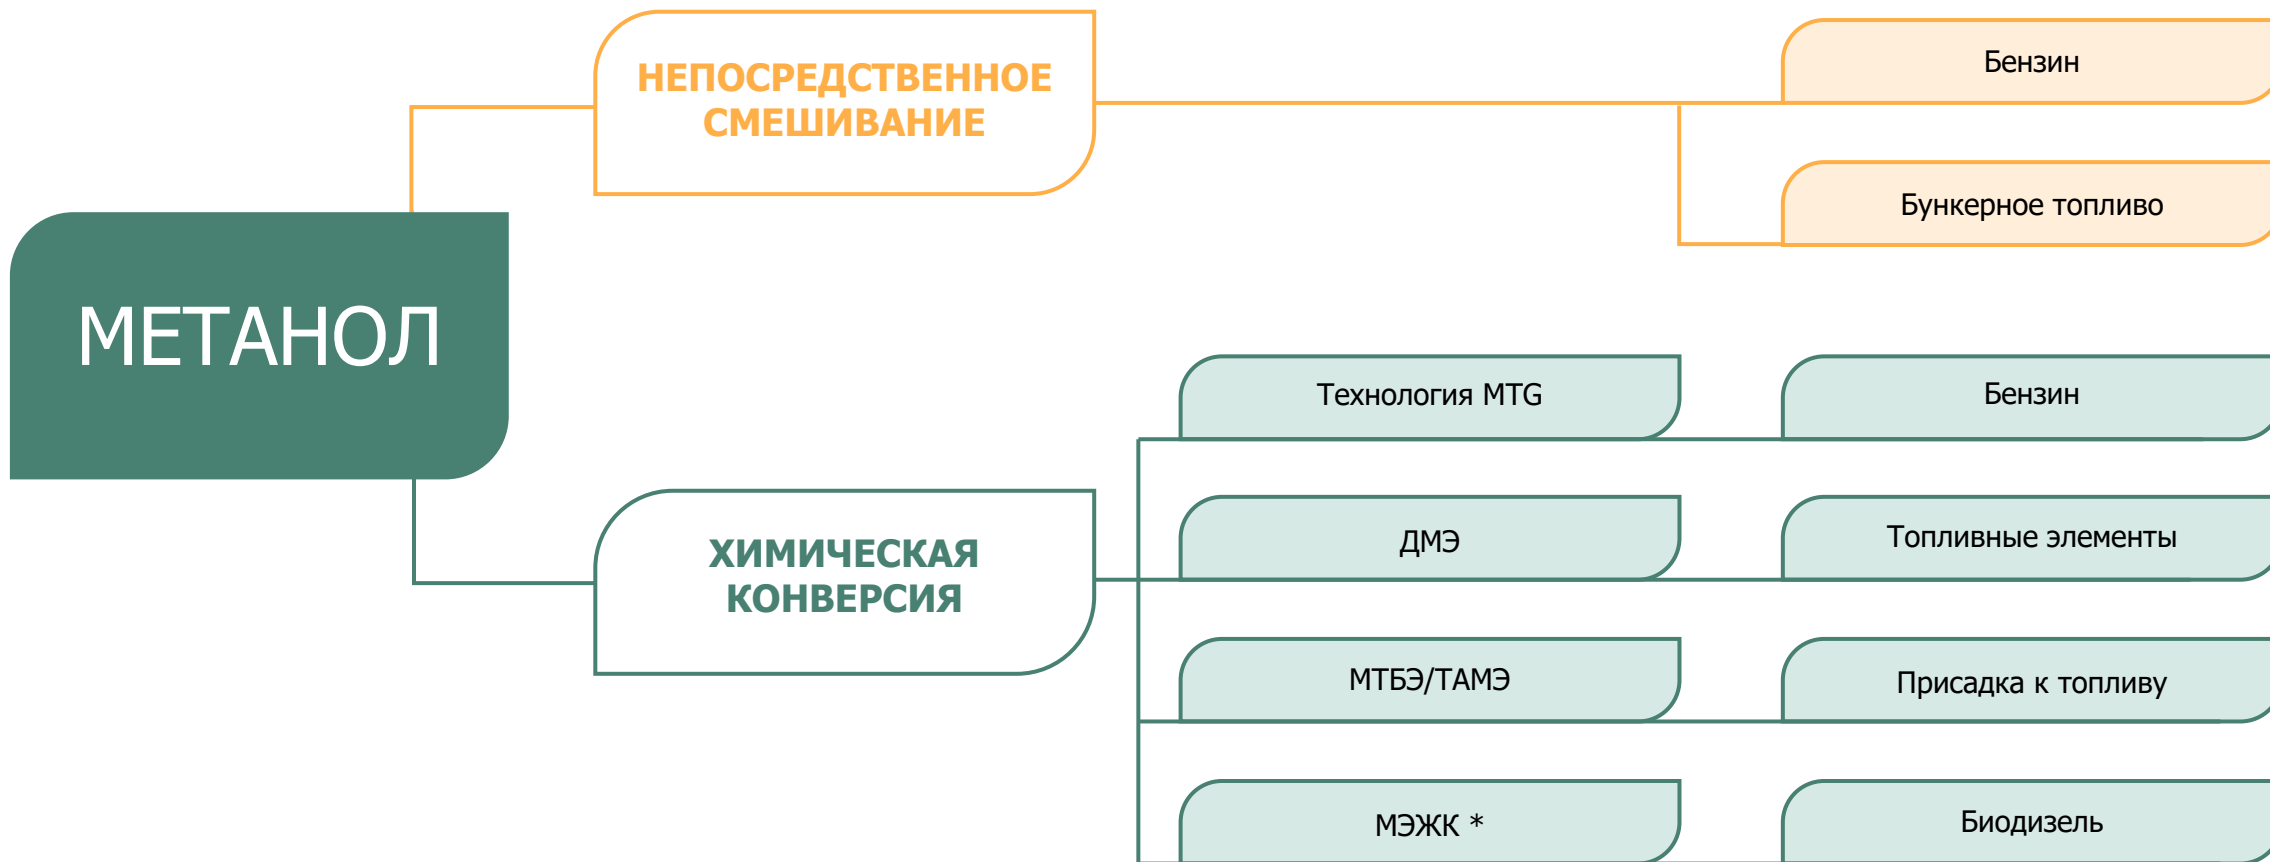 НЕПОСРЕДСТВЕННОЕ
СМЕШИВАНИЕ
Бензин
Бункерное топливо
МЕТАНОЛ
Технология MTG
Бензин
ХИМИЧЕСКАЯ
КОНВЕРСИЯ
ДМЭ
Топливные элементы
МТБЭ/ТАМЭ
Присадка к топливу
МЭЖК *
Биодизель